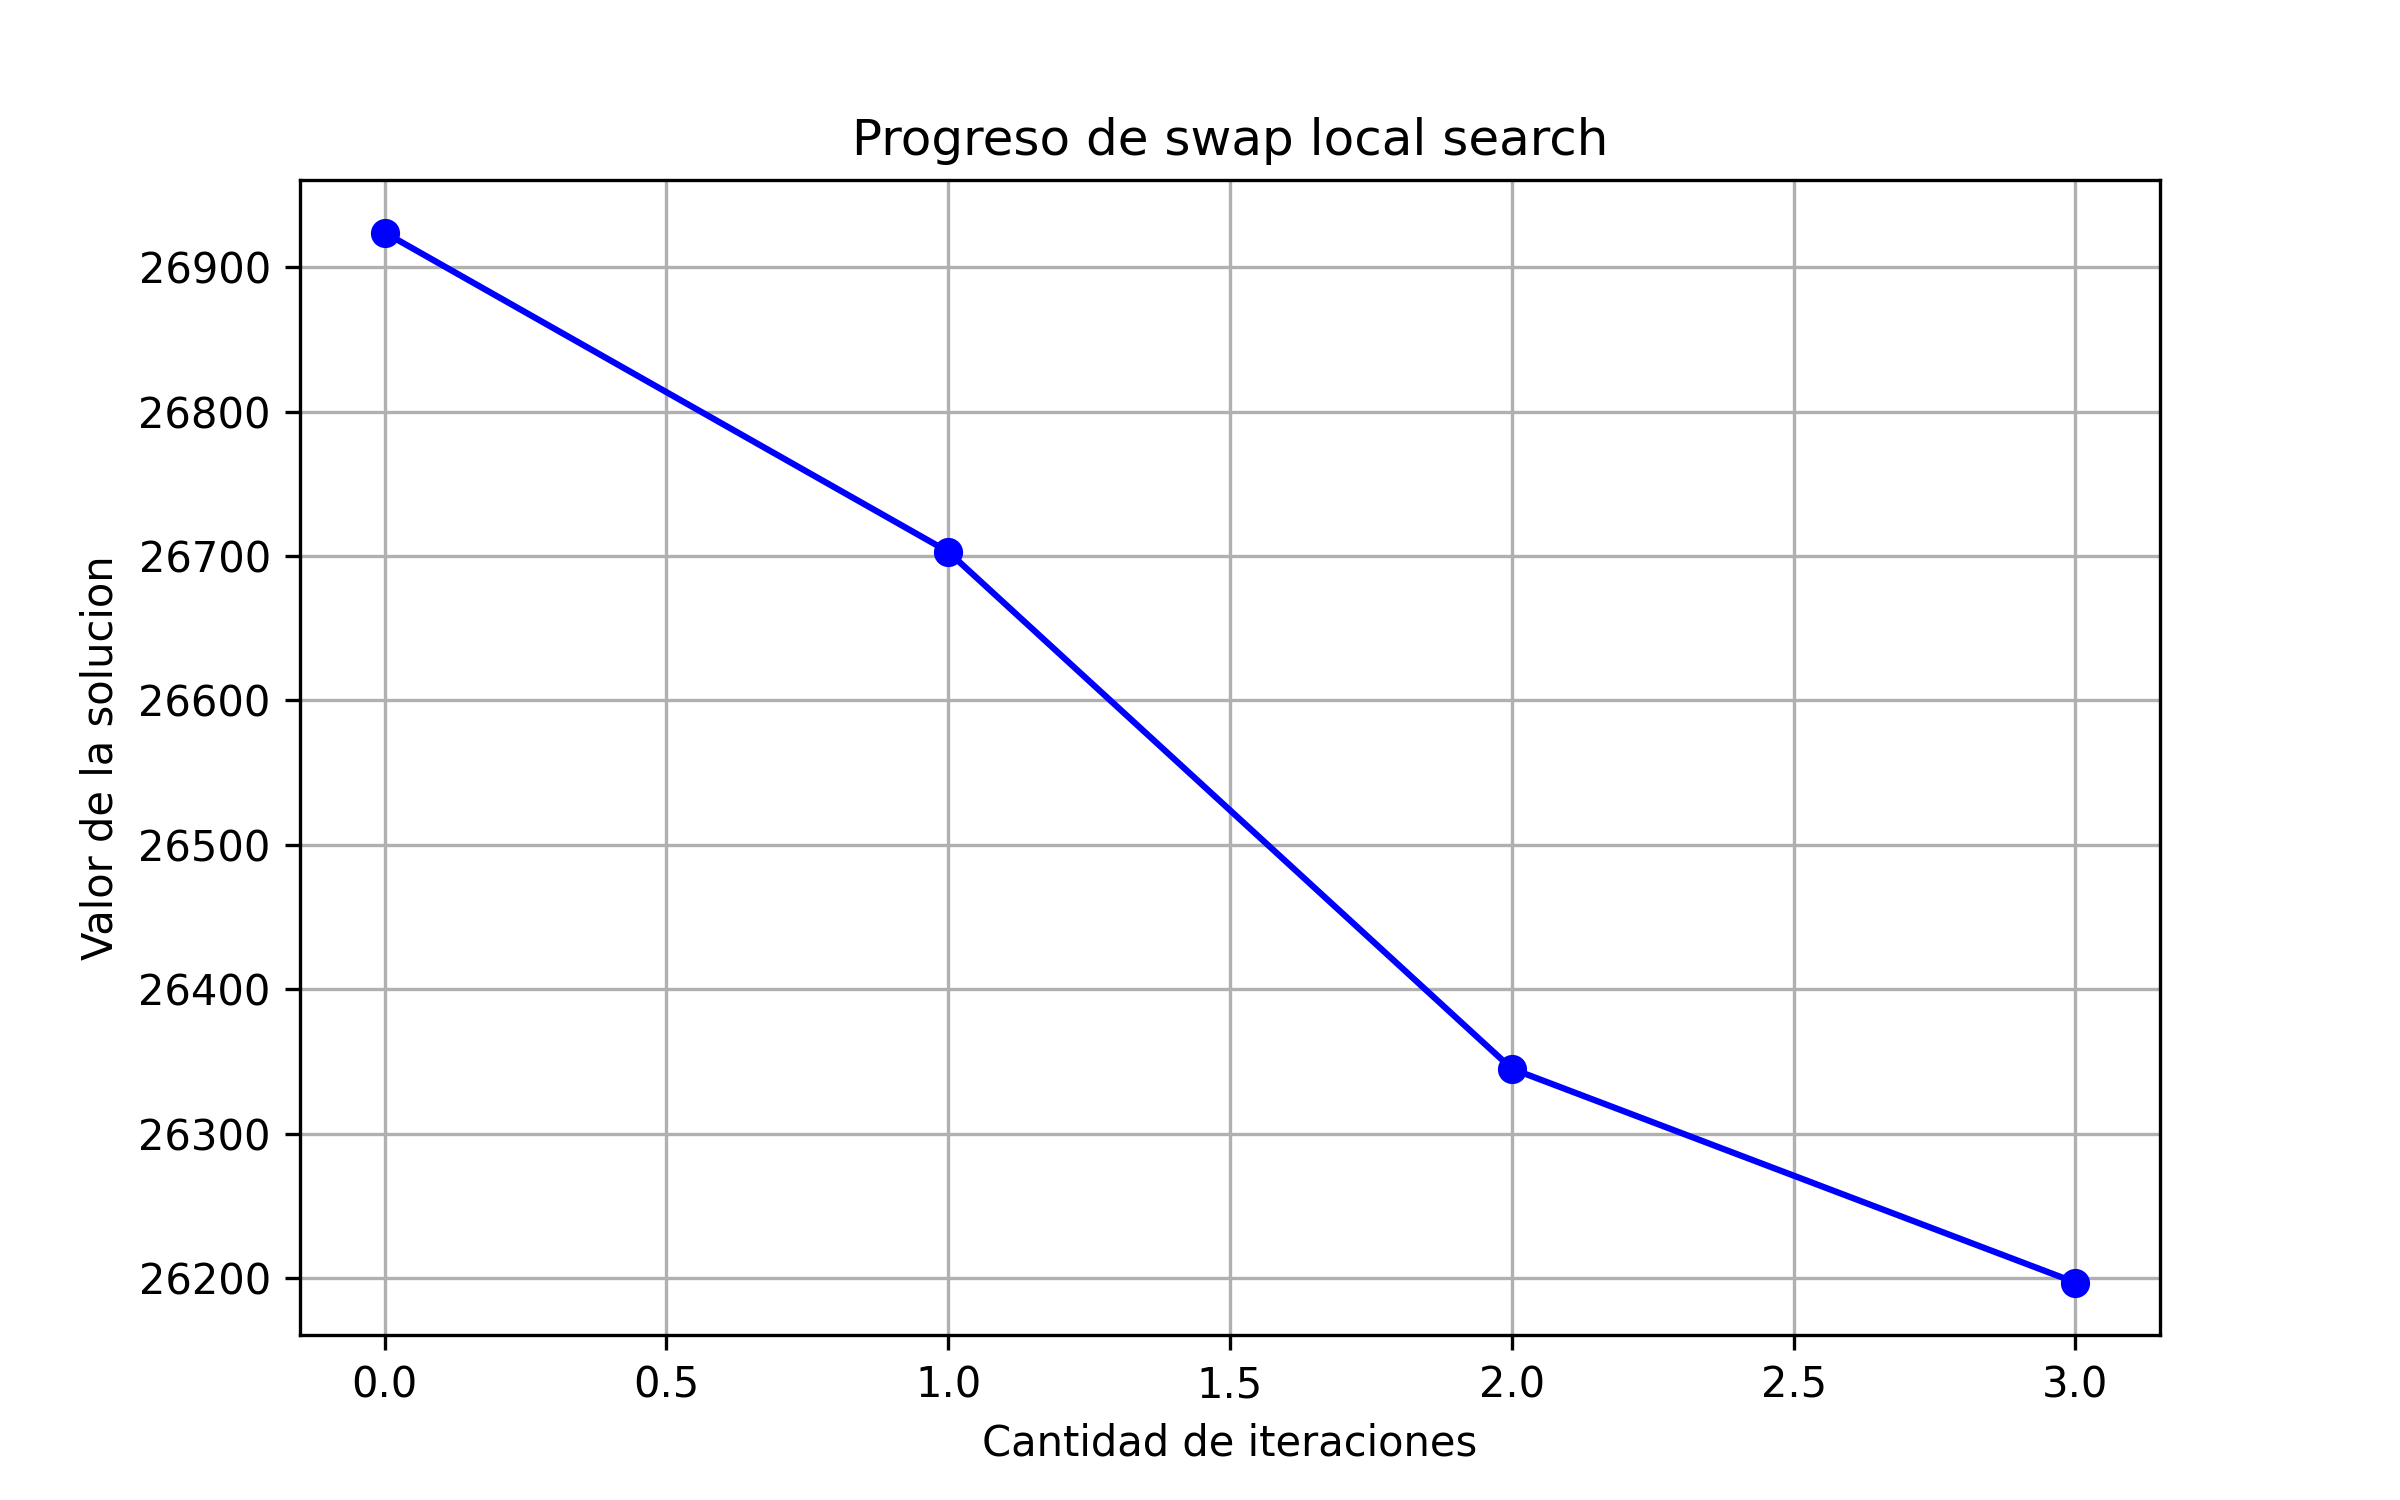 Progreso de swap local search
26900
26800
26700
26600
26500
26400
26300
26200
Valor de la solucion
0.0 0.5 1.0 1.5 2.0 2.5 3.0
Cantidad de iteraciones